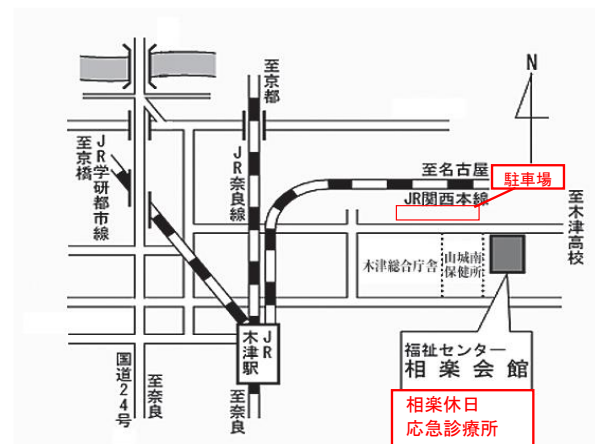 N
至京都
至名古屋
駐車場
JR関西本線
至木津高校
至京橋
JR学研都市線
JR奈良線
木津総合庁舎
山城南
保健所
JR
木津駅
福祉センター
相楽会館
相楽休日
応急診療所
国道24号
至奈良
至奈良